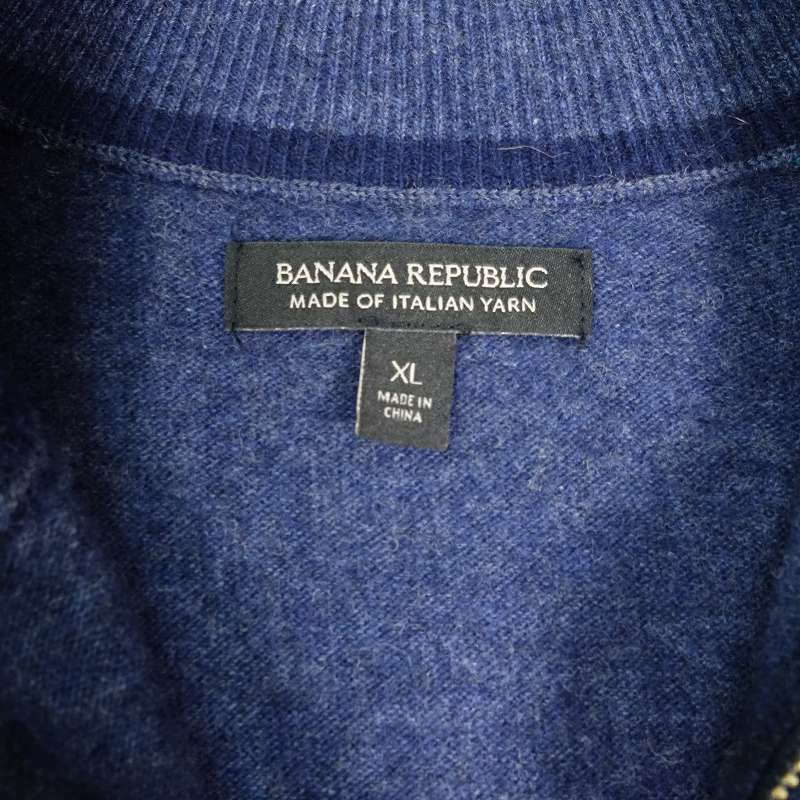 BANANA REPUBLIC
MADE OF ITALIAN YARN
XL
MADE IN
CHINA